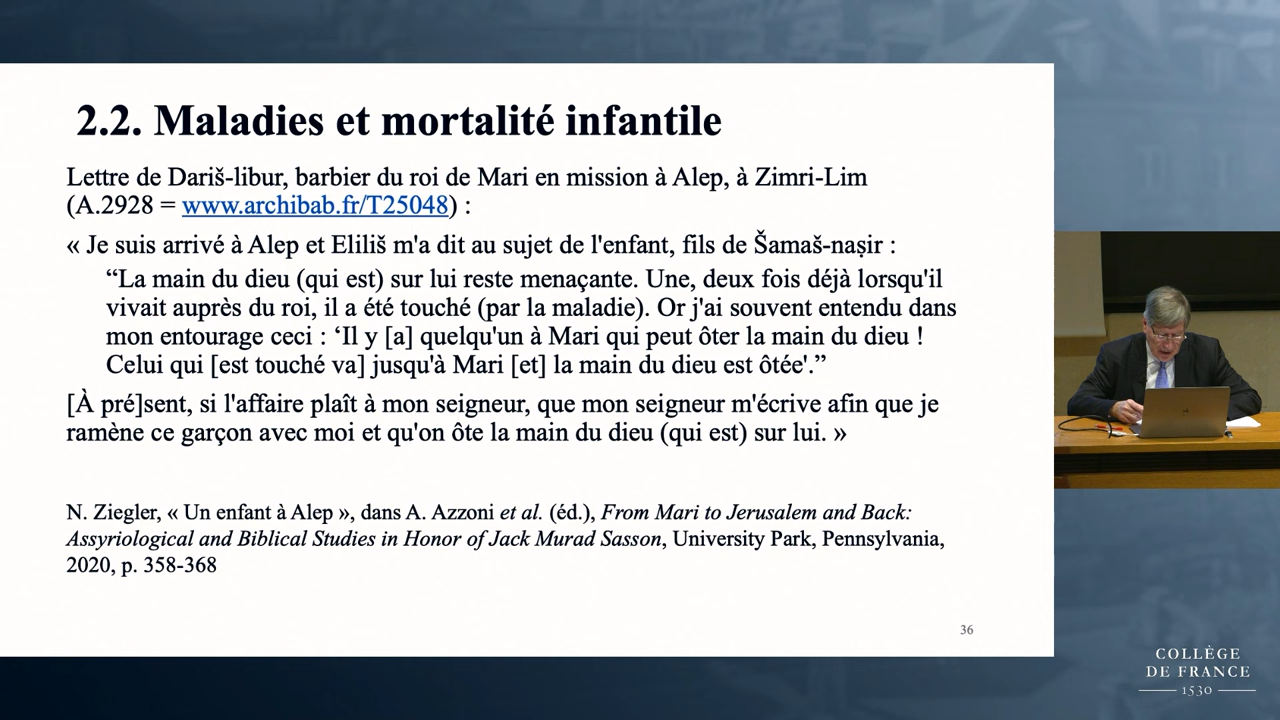 2.2. Maladies et mortalité infantile
Lettre de Dariš-libur, barbier du roi de Mari en mission à Alep, à Zimri-Lim
(A.2928 = www.archibab.fr/T25048) :
« Je suis arrivé à Alep et Eliliš m'a dit au sujet de l'enfant, fils de Šamaš-naṣir :
“La main du dieu (qui est) sur lui reste menaçante. Une, deux fois déjà lorsqu'il
vivait auprès du roi, il a été touché (par la maladie). Or j'ai souvent entendu dans
mon entourage ceci : ‘Il y [a] quelqu'un à Mari qui peut ôter la main du dieu !
Celui qui [est touché va] jusqu'à Mari [et] la main du dieu est ôtée'.”
[À pré]sent, si l'affaire plaît à mon seigneur, que mon seigneur m'écrive afin que je
ramène ce garçon avec moi et qu'on ôte la main du dieu (qui est) sur lui. »
N. Ziegler, « Un enfant à Alep », dans A. Azzoni et al. (éd.), From Mari to Jerusalem and Back:
Assyriological and Biblical Studies in Honor of Jack Murad Sasson, University Park, Pennsylvania,
2020, p. 358-368
36
COLLÈGE
DE FRANCE
1530